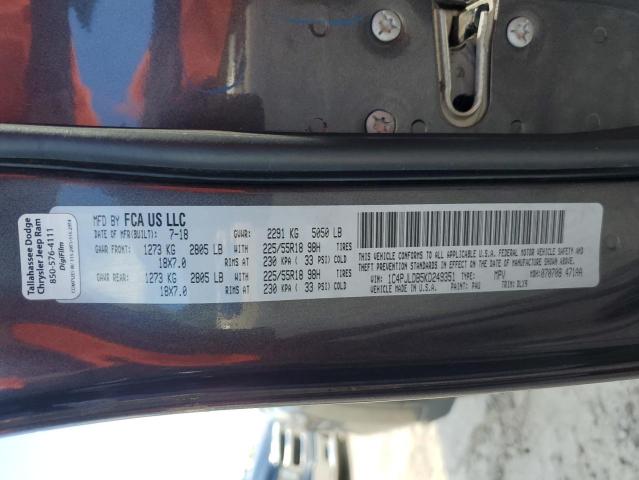 Tallahassee Dodge
Chrysler Jeep Ram
850-576-4111
DigiFilm
MFD BY FCA US LLC
DATE OF MFR(BUILT): 7-18 GVWR: 2291 KG 5050 LB
GAWR FRONT: 1273 KG 2805 LB WITH 225/55R18 98H TIRES
18X7.0 RIMS AT 230 KPA ( 33 PSI) COLD
GAWR REAR: 1273 KG 2805 LB WITH 225/55R18 98H TIRES
18X7.0 RIMS AT 230 KPA ( 33 PSI) COLD
THIS VEHICLE CONFORMS TO ALL APPLICABLE U.S.A. FEDERAL MOTOR VEHICLE SAFETY
AND THEFT PREVENTION STANDARDS IN EFFECT ON THE
DATE OF MANUFACTURE SHOWN ABOVE.
VIN: 1C4PJLDB5KD249351 TYPE: MPV MDH: 070708 471AA
MADE IN U.S.A. PAINT: PAU TRIM: DLX9